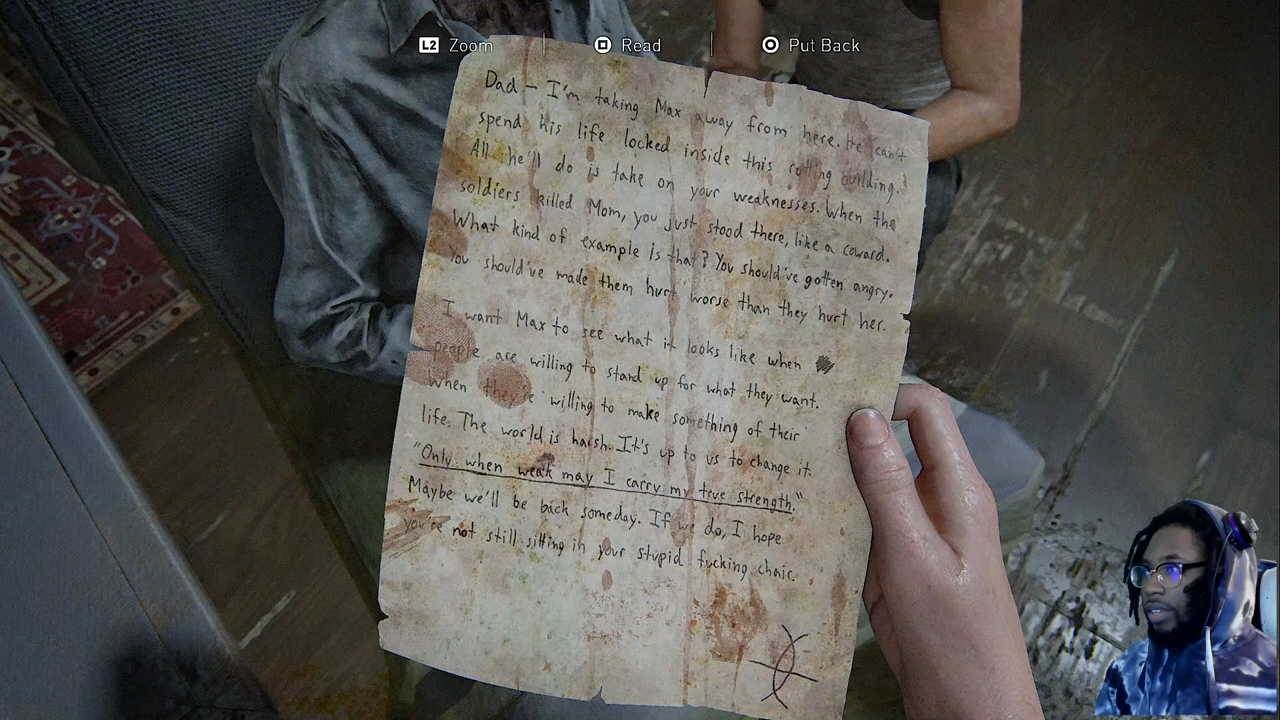 L2 Zoom | Read | Put Back
Dad - I'm taking Max away from here. He can't
spend his life locked inside this rotting building.
All he'll do is take on your weaknesses. When the
soldiers killed Mom, you just stood there, like a coward.
What kind of example is that? You should've gotten angry.
You should've made them hurt worse than they hurt her.
I want Max to see what it looks like when
people are willing to stand up for what they want.
When they're willing to make something of their
life. The world is harsh. It's up to us to change it.
"Only when weak may I carry my true strength."
Maybe we'll be back someday. If we do, I hope
you're not still sitting in your stupid fucking chair.